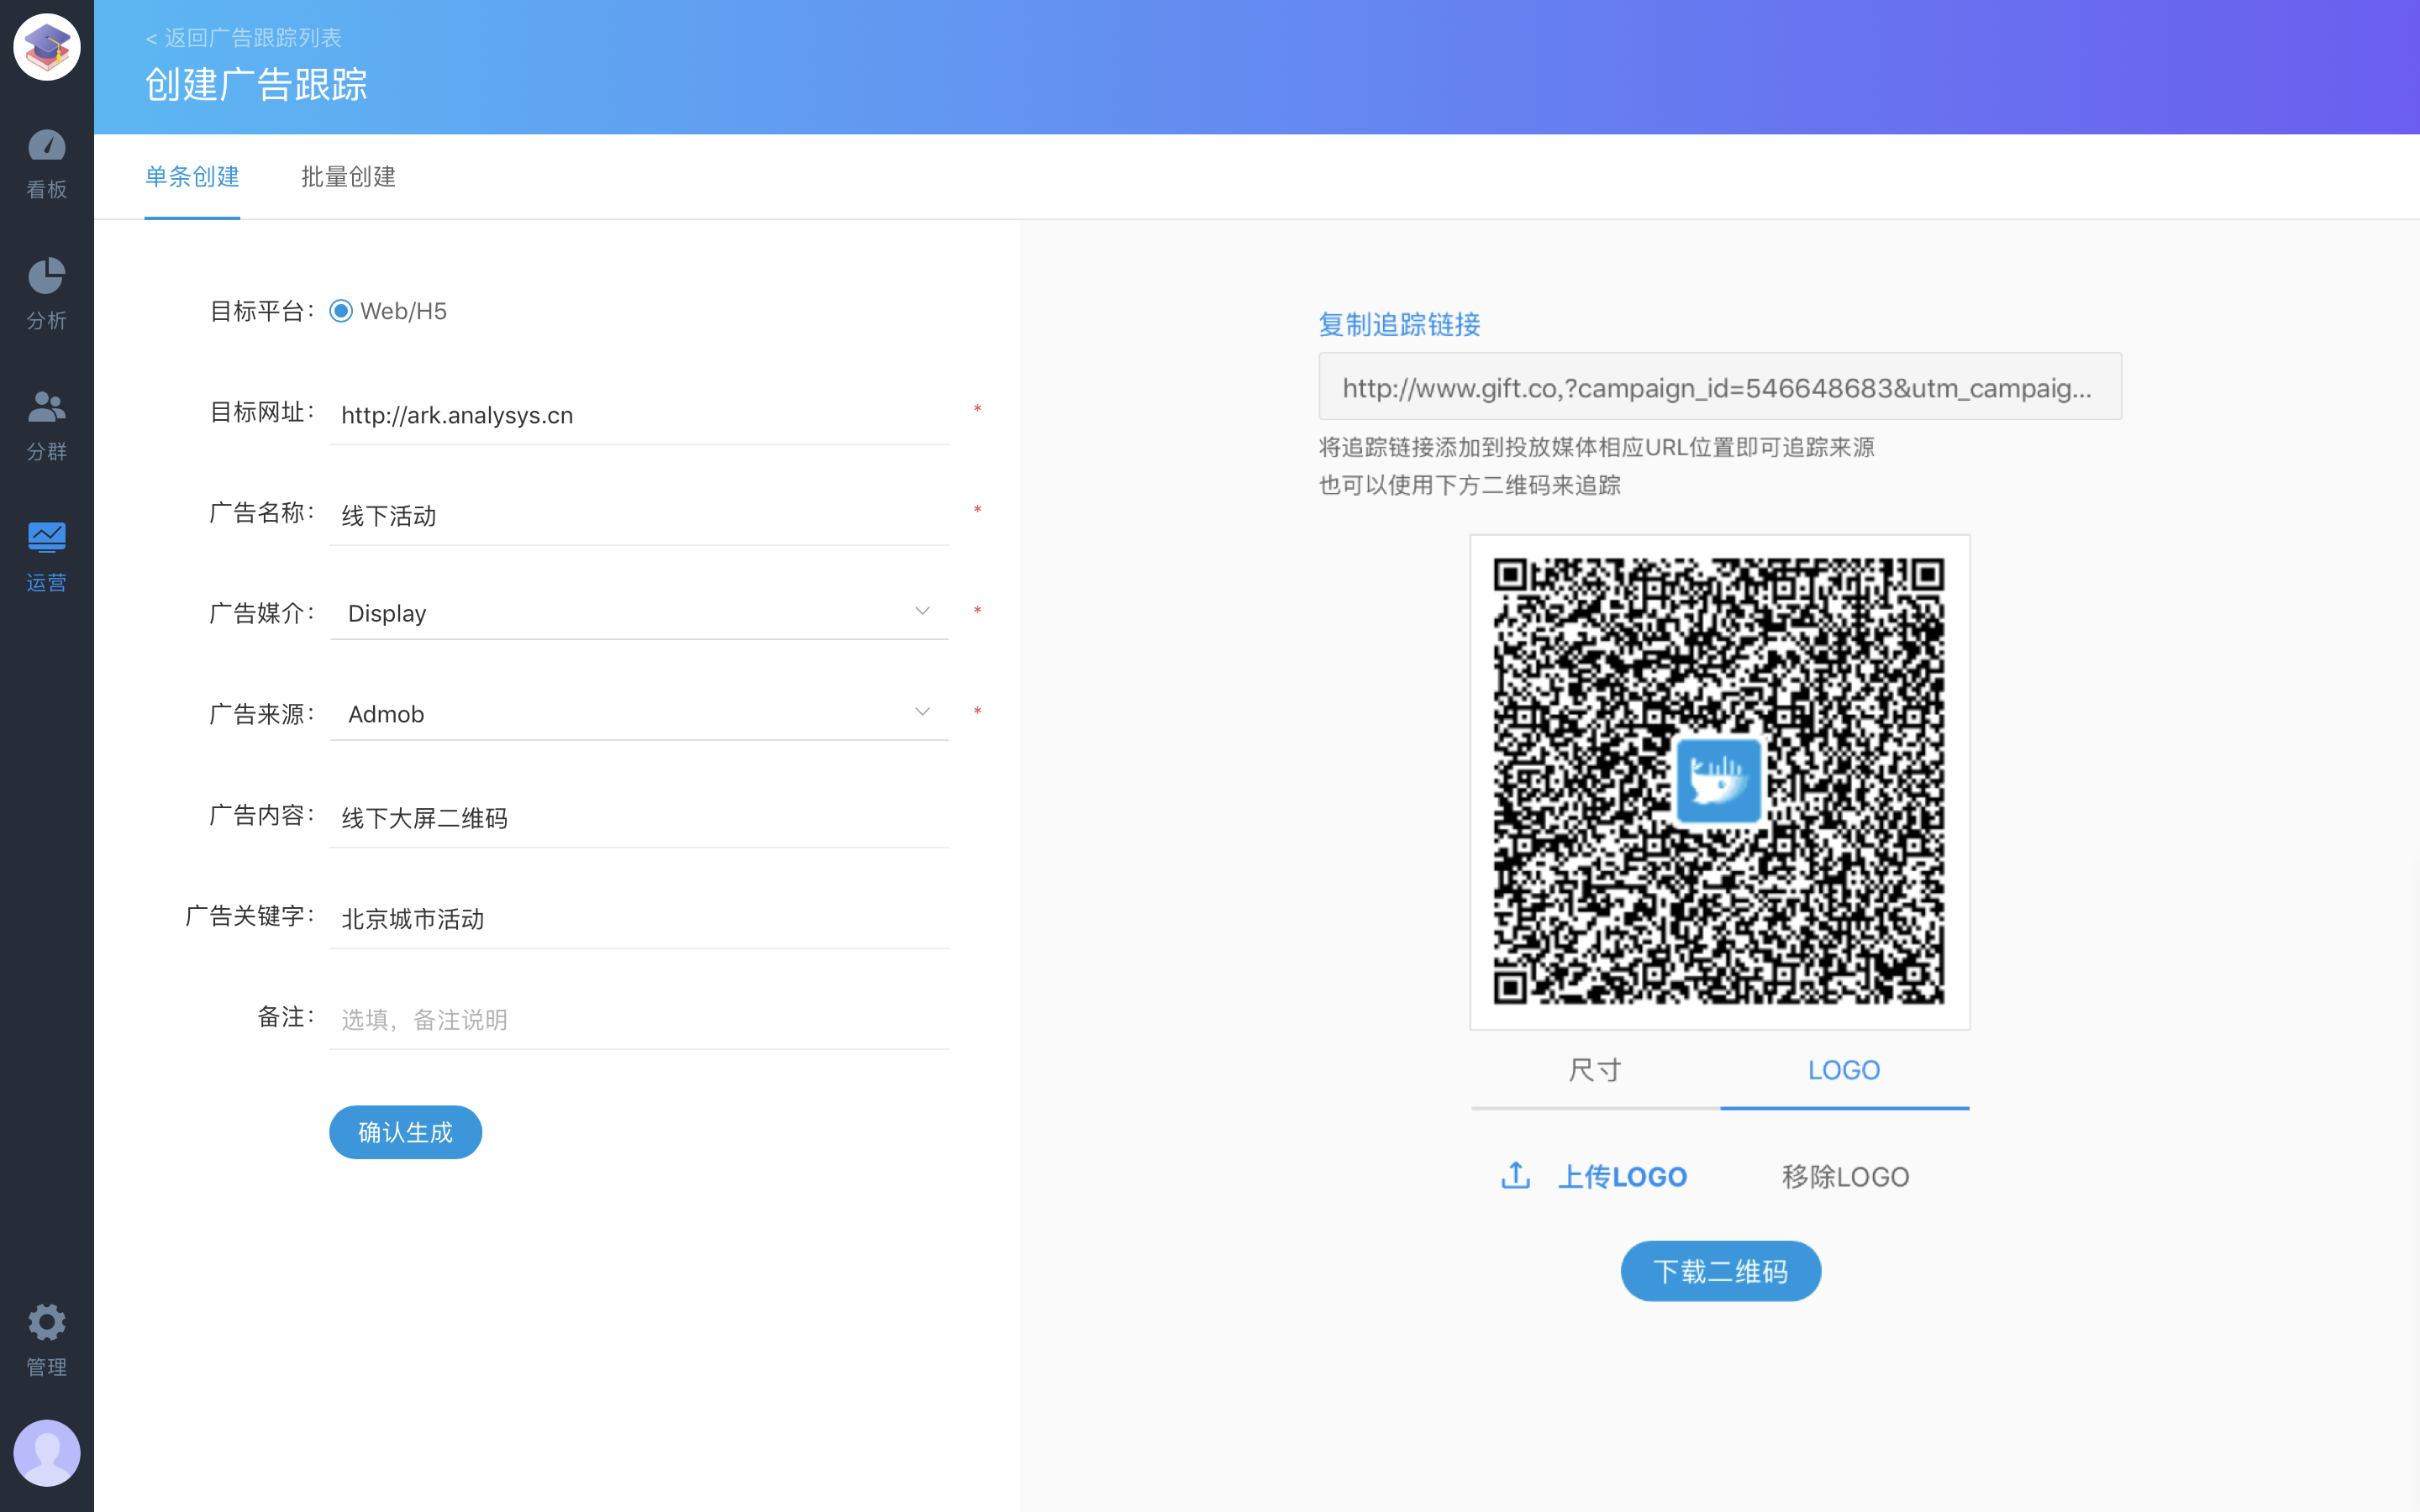 < 返回广告跟踪列表
创建广告跟踪
看板
分析
分群
运营
管理
单条创建
批量创建
目标平台：
Web/H5
目标网址：
http://ark.analysys.cn
*
广告名称：
线下活动
*
广告媒介：
Display
*
广告来源：
Admob
*
广告内容：
线下大屏二维码
广告关键字：
北京城市活动
备注：
选填，备注说明
确认生成
复制追踪链接
http://www.gift.co,?campaign_id=546648683&utm_campaig...
将追踪链接添加到投放媒体相应URL位置即可追踪来源
也可以使用下方二维码来追踪
尺寸
LOGO
上传LOGO
移除LOGO
下载二维码